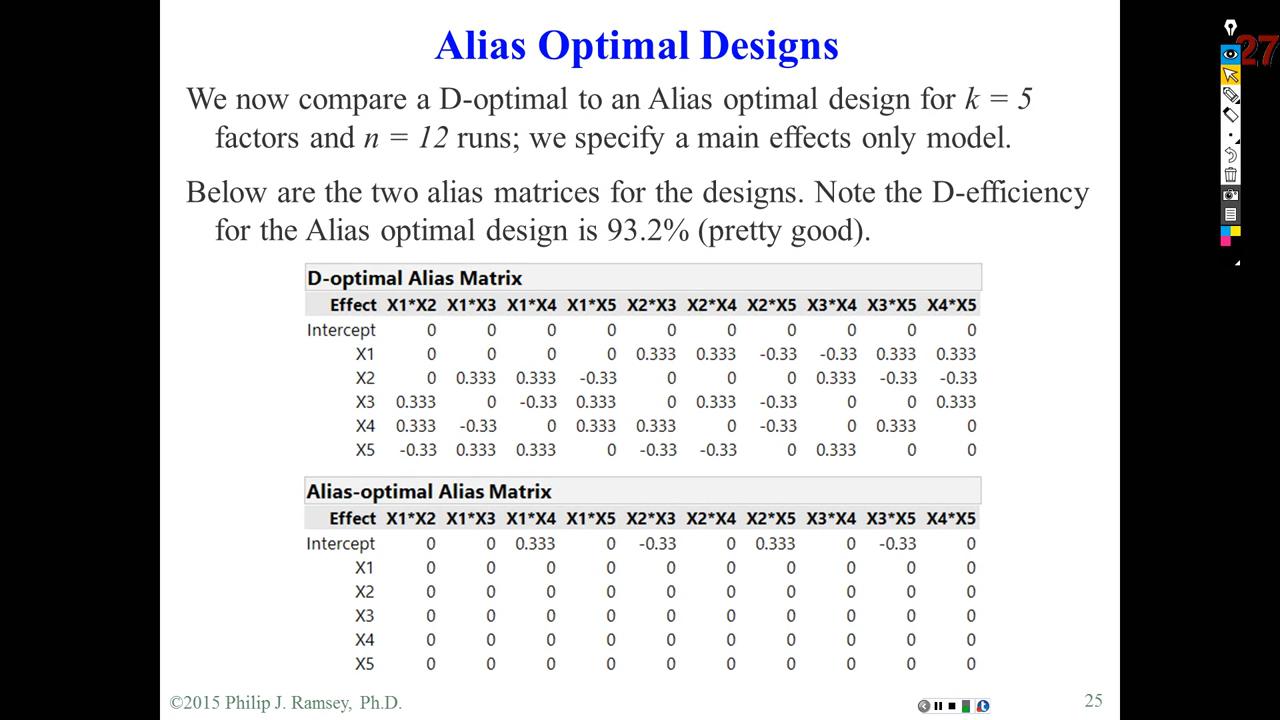 Alias Optimal Designs
27
We now compare a D-optimal to an Alias optimal design for k = 5
factors and n = 12 runs; we specify a main effects only model.
Below are the two alias matrices for the designs. Note the D-efficiency
for the Alias optimal design is 93.2% (pretty good).
D-optimal Alias Matrix
Effect X1*X2 X1*X3 X1*X4 X1*X5 X2*X3 X2*X4 X2*X5 X3*X4 X3*X5 X4*X5
Intercept 0 0 0 0 0 0 0 0 0 0
X1 0 0 0 0 0.333 0.333 -0.33 -0.33 0.333 0.333
X2 0 0.333 0.333 -0.33 0 0 0 0.333 -0.33 -0.33
X3 0.333 0 -0.33 0.333 0 0.333 -0.33 0 0 0.333
X4 0.333 -0.33 0 0.333 0.333 0 -0.33 0 0.333 0
X5 -0.33 0.333 0.333 0 -0.33 -0.33 0 0.333 0 0
Alias-optimal Alias Matrix
Effect X1*X2 X1*X3 X1*X4 X1*X5 X2*X3 X2*X4 X2*X5 X3*X4 X3*X5 X4*X5
Intercept 0 0 0.333 0 -0.33 0 0.333 0 -0.33 0
X1 0 0 0 0 0 0 0 0 0 0
X2 0 0 0 0 0 0 0 0 0 0
X3 0 0 0 0 0 0 0 0 0 0
X4 0 0 0 0 0 0 0 0 0 0
X5 0 0 0 0 0 0 0 0 0 0
©2015 Philip J. Ramsey, Ph.D.
25